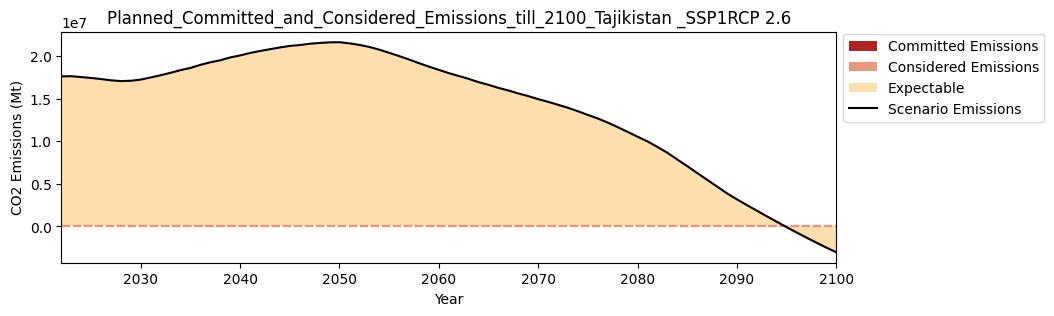 Planned_Committed_and_Considered_Emissions_till_2100_Tajikistan _SSP1RCP 2.6
1e7
2.0
1.5
1.0
0.5
0.0
CO2 Emissions (Mt)
2030 2040 2050 2060 2070 2080 2090 2100
Year
Committed Emissions
Considered Emissions
Expectable
Scenario Emissions